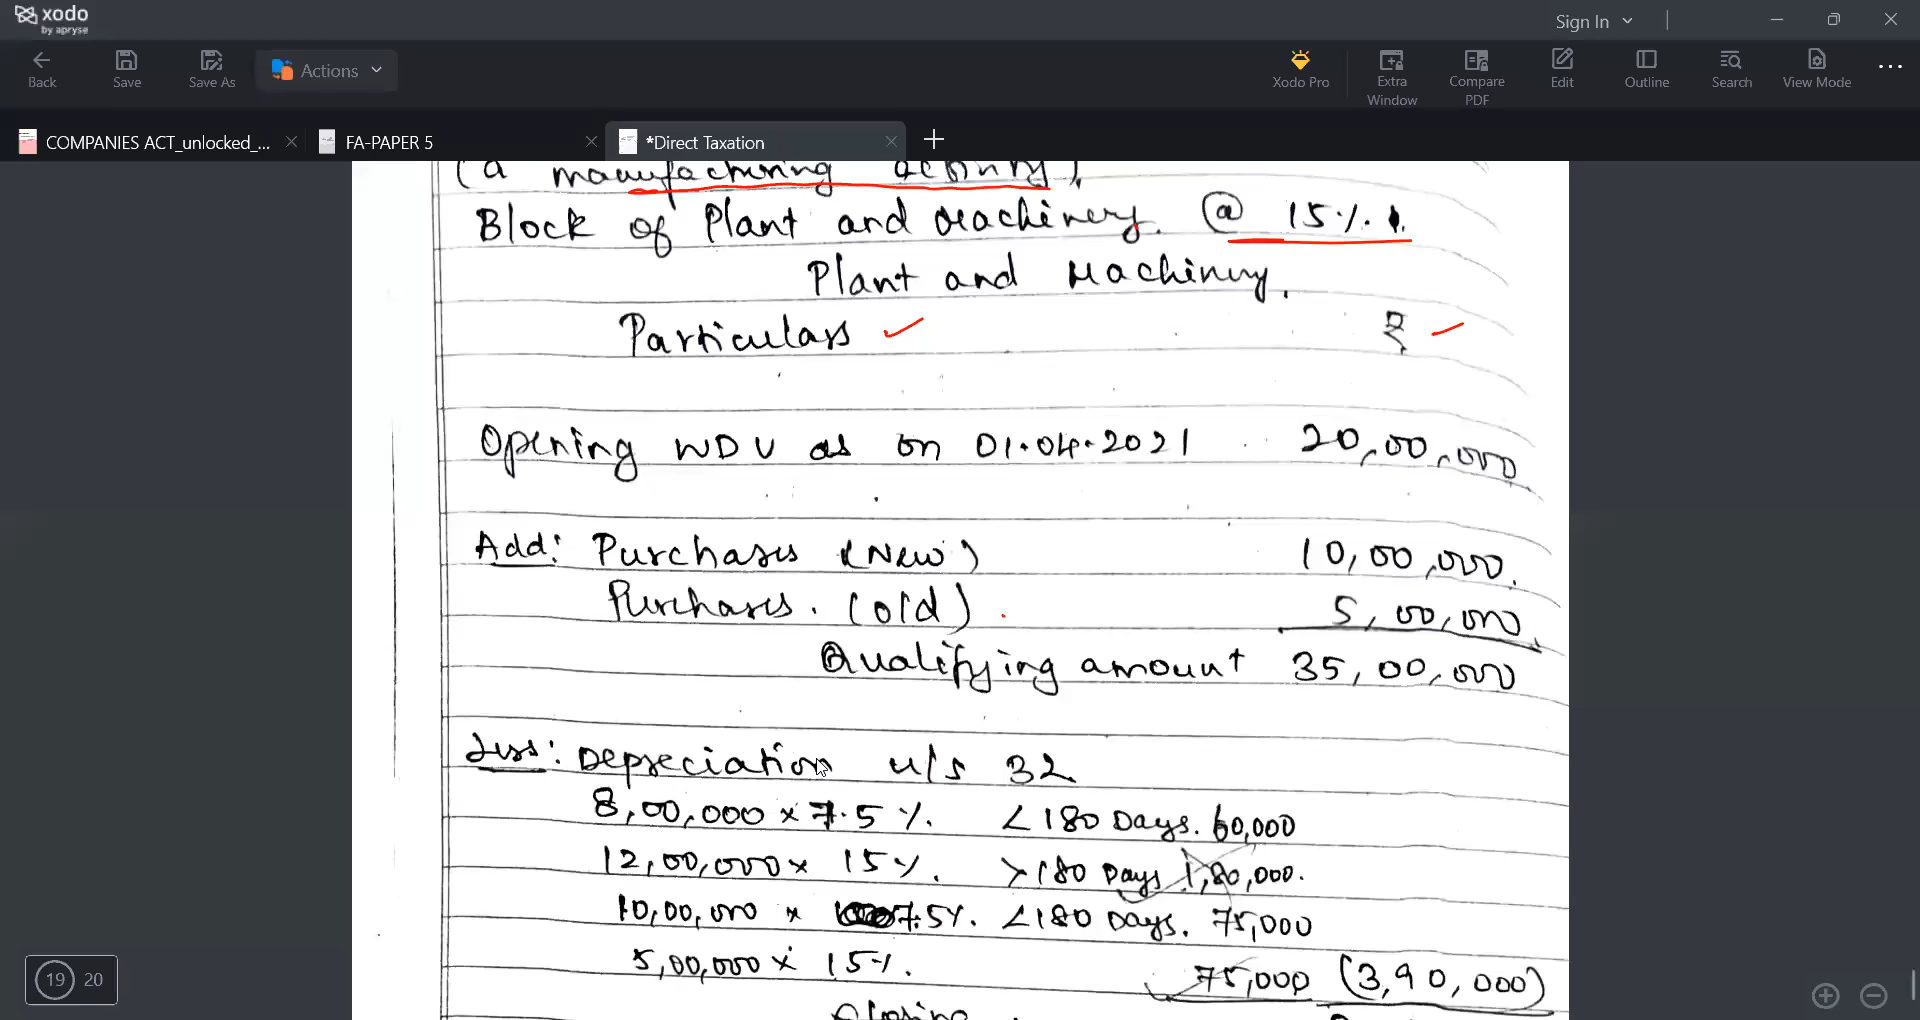 xodo
by apryse
Sign In
Back
Save
Save As
Actions
Xodo Pro
Extra Window
Compare PDF
Edit
Outline
Search
View Mode
COMPANIES ACT_unlocked_...
FA-PAPER 5
*Direct Taxation
(a manufacturing activity).
Block of Plant and Machinery. @ 15%.
Plant and Machinery.
Particulars ₹
Opening WDV as on 01.04.2021 20,00,000
Add: Purchases (New) 10,00,000.
Purchases. (old). 5,00,000.
Qualifying amount 35,00,000
Less: Depreciation u/s 32
8,00,000 × 7.5%. <180 Days. 60,000
12,00,000 × 15%. >180 Days 1,80,000.
10,00,000 × 7.5%. <180 Days. 75,000
5,00,000 × 15%. 75,000 (3,90,000)
Closing
19 20